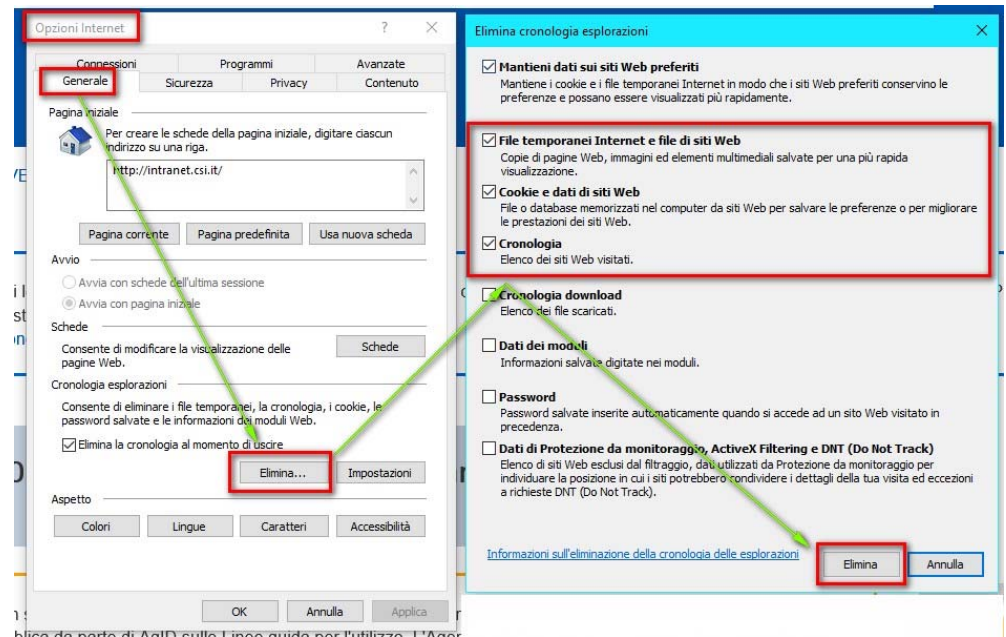 Opzioni Internet
?
Connessioni Programmi Avanzate
Generale Sicurezza Privacy Contenuto
Pagina iniziale
Per creare le schede della pagina iniziale, digitare ciascun
indirizzo su una riga.
http://intranet.csi.it/
Pagina corrente Pagina predefinita Usa nuova scheda
Avvio
Avvia con schede dell'ultima sessione
Avvia con pagina iniziale
Schede
Consente di modificare la visualizzazione delle
pagine Web.
Schede
Cronologia esplorazioni
Consente di eliminare i file temporanei, la cronologia, i cookie, le
password salvate e le informazioni dei moduli Web.
Elimina la cronologia al momento di uscire
Elimina... Impostazioni
Aspetto
Colori Lingue Caratteri Accessibilità
OK Annulla Applica
Elimina cronologia esplorazioni
Mantieni dati sui siti Web preferiti
Mantiene i cookie e i file temporanei Internet in modo che i siti Web preferiti conservino le
preferenze e possano essere visualizzati più rapidamente.
File temporanei Internet e file di siti Web
Copie di pagine Web, immagini ed elementi multimediali salvate per una più rapida
visualizzazione.
Cookie e dati di siti Web
File o database memorizzati nel computer da siti Web per salvare le preferenze o per migliorare
le prestazioni dei siti Web.
Cronologia
Elenco dei siti Web visitati.
Cronologia download
Elenco dei file scaricati.
Dati dei moduli
Informazioni salvate digitate nei moduli.
Password
Password salvate inserite automaticamente quando si accede ad un sito Web visitato in
precedenza.
Dati di Protezione da monitoraggio, ActiveX Filtering e DNT (Do Not Track)
Elenco di siti Web esclusi dal filtraggio, dati utilizzati da Protezione da monitoraggio per
individuare la posizione in cui i siti potrebbero condividere i dettagli della tua visita ed eccezioni
a richieste DNT (Do Not Track).
Informazioni sull'eliminazione della cronologia delle esplorazioni
Elimina Annulla
da parte di AgID sulle Linee guida per l'utilizzo. L'Ager